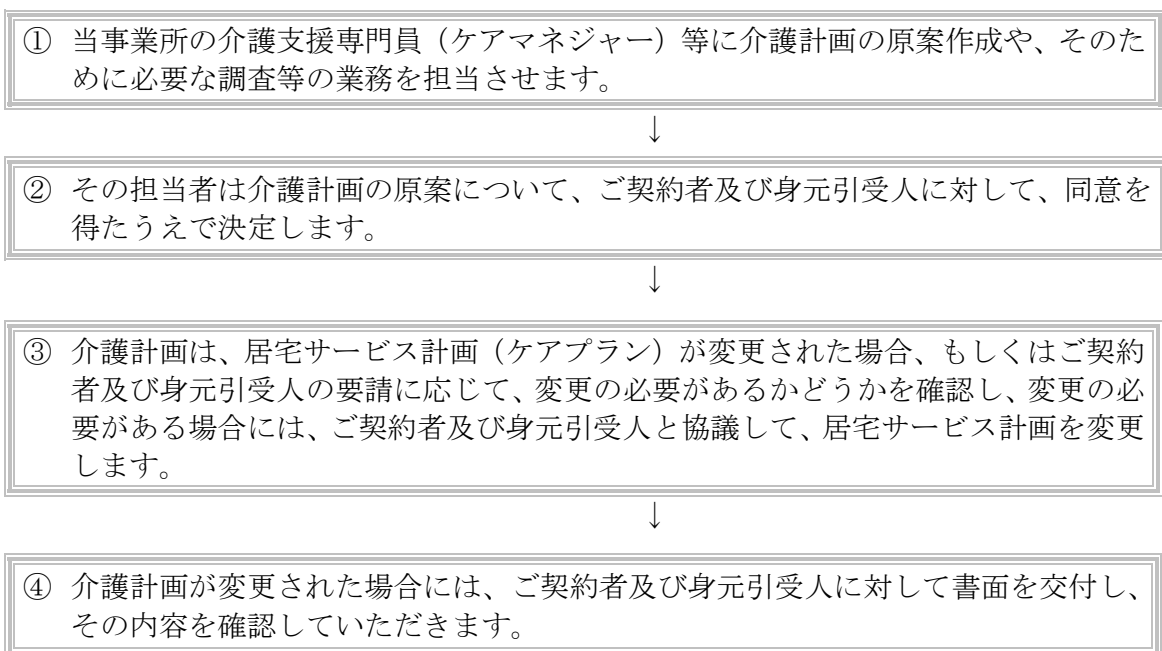 ① 当事業所の介護支援専門員（ケアマネジャー）等に介護計画の原案作成や、そのた
めに必要な調査等の業務を担当させます。
↓
② その担当者は介護計画の原案について、ご契約者及び身元引受人に対して、同意を
得たうえで決定します。
↓
③ 介護計画は、居宅サービス計画（ケアプラン）が変更された場合、もしくはご契約
者及び身元引受人の要請に応じて、変更の必要があるかどうかを確認し、変更の必
要がある場合には、ご契約者及び身元引受人と協議して、居宅サービス計画を変更
します。
↓
④ 介護計画が変更された場合には、ご契約者及び身元引受人に対して書面を交付し、
その内容を確認していただきます。